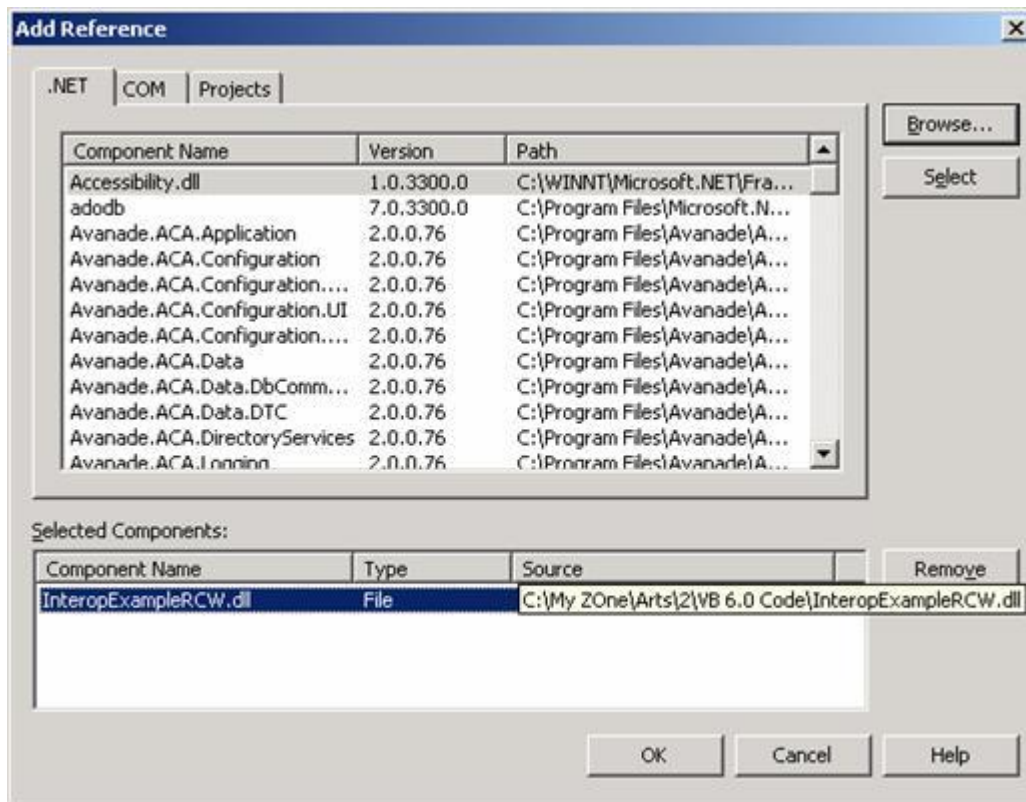 Add Reference
.NET COM Projects
Browse...
Select
Component Name Version Path
Accessibility.dll 1.0.3300.0 C:\WINNT\Microsoft.NET\Fra...
adodb 7.0.3300.0 C:\Program Files\Microsoft.N...
Avanade.ACA.Application 2.0.0.76 C:\Program Files\Avanade\A...
Avanade.ACA.Configuration 2.0.0.76 C:\Program Files\Avanade\A...
Avanade.ACA.Configuration.... 2.0.0.76 C:\Program Files\Avanade\A...
Avanade.ACA.Configuration.UI 2.0.0.76 C:\Program Files\Avanade\A...
Avanade.ACA.Configuration.... 2.0.0.76 C:\Program Files\Avanade\A...
Avanade.ACA.Data 2.0.0.76 C:\Program Files\Avanade\A...
Avanade.ACA.Data.DbComm... 2.0.0.76 C:\Program Files\Avanade\A...
Avanade.ACA.Data.DTC 2.0.0.76 C:\Program Files\Avanade\A...
Avanade.ACA.DirectoryServices 2.0.0.76 C:\Program Files\Avanade\A...
Avanade.ACA.Logging 2.0.0.76 C:\Program Files\Avanade\A...
Selected Components:
Component Name Type Source
Remove
InteropExampleRCW.dll File C:\My ZOne\Arts\2\VB 6.0 Code\InteropExampleRCW.dll
OK Cancel Help